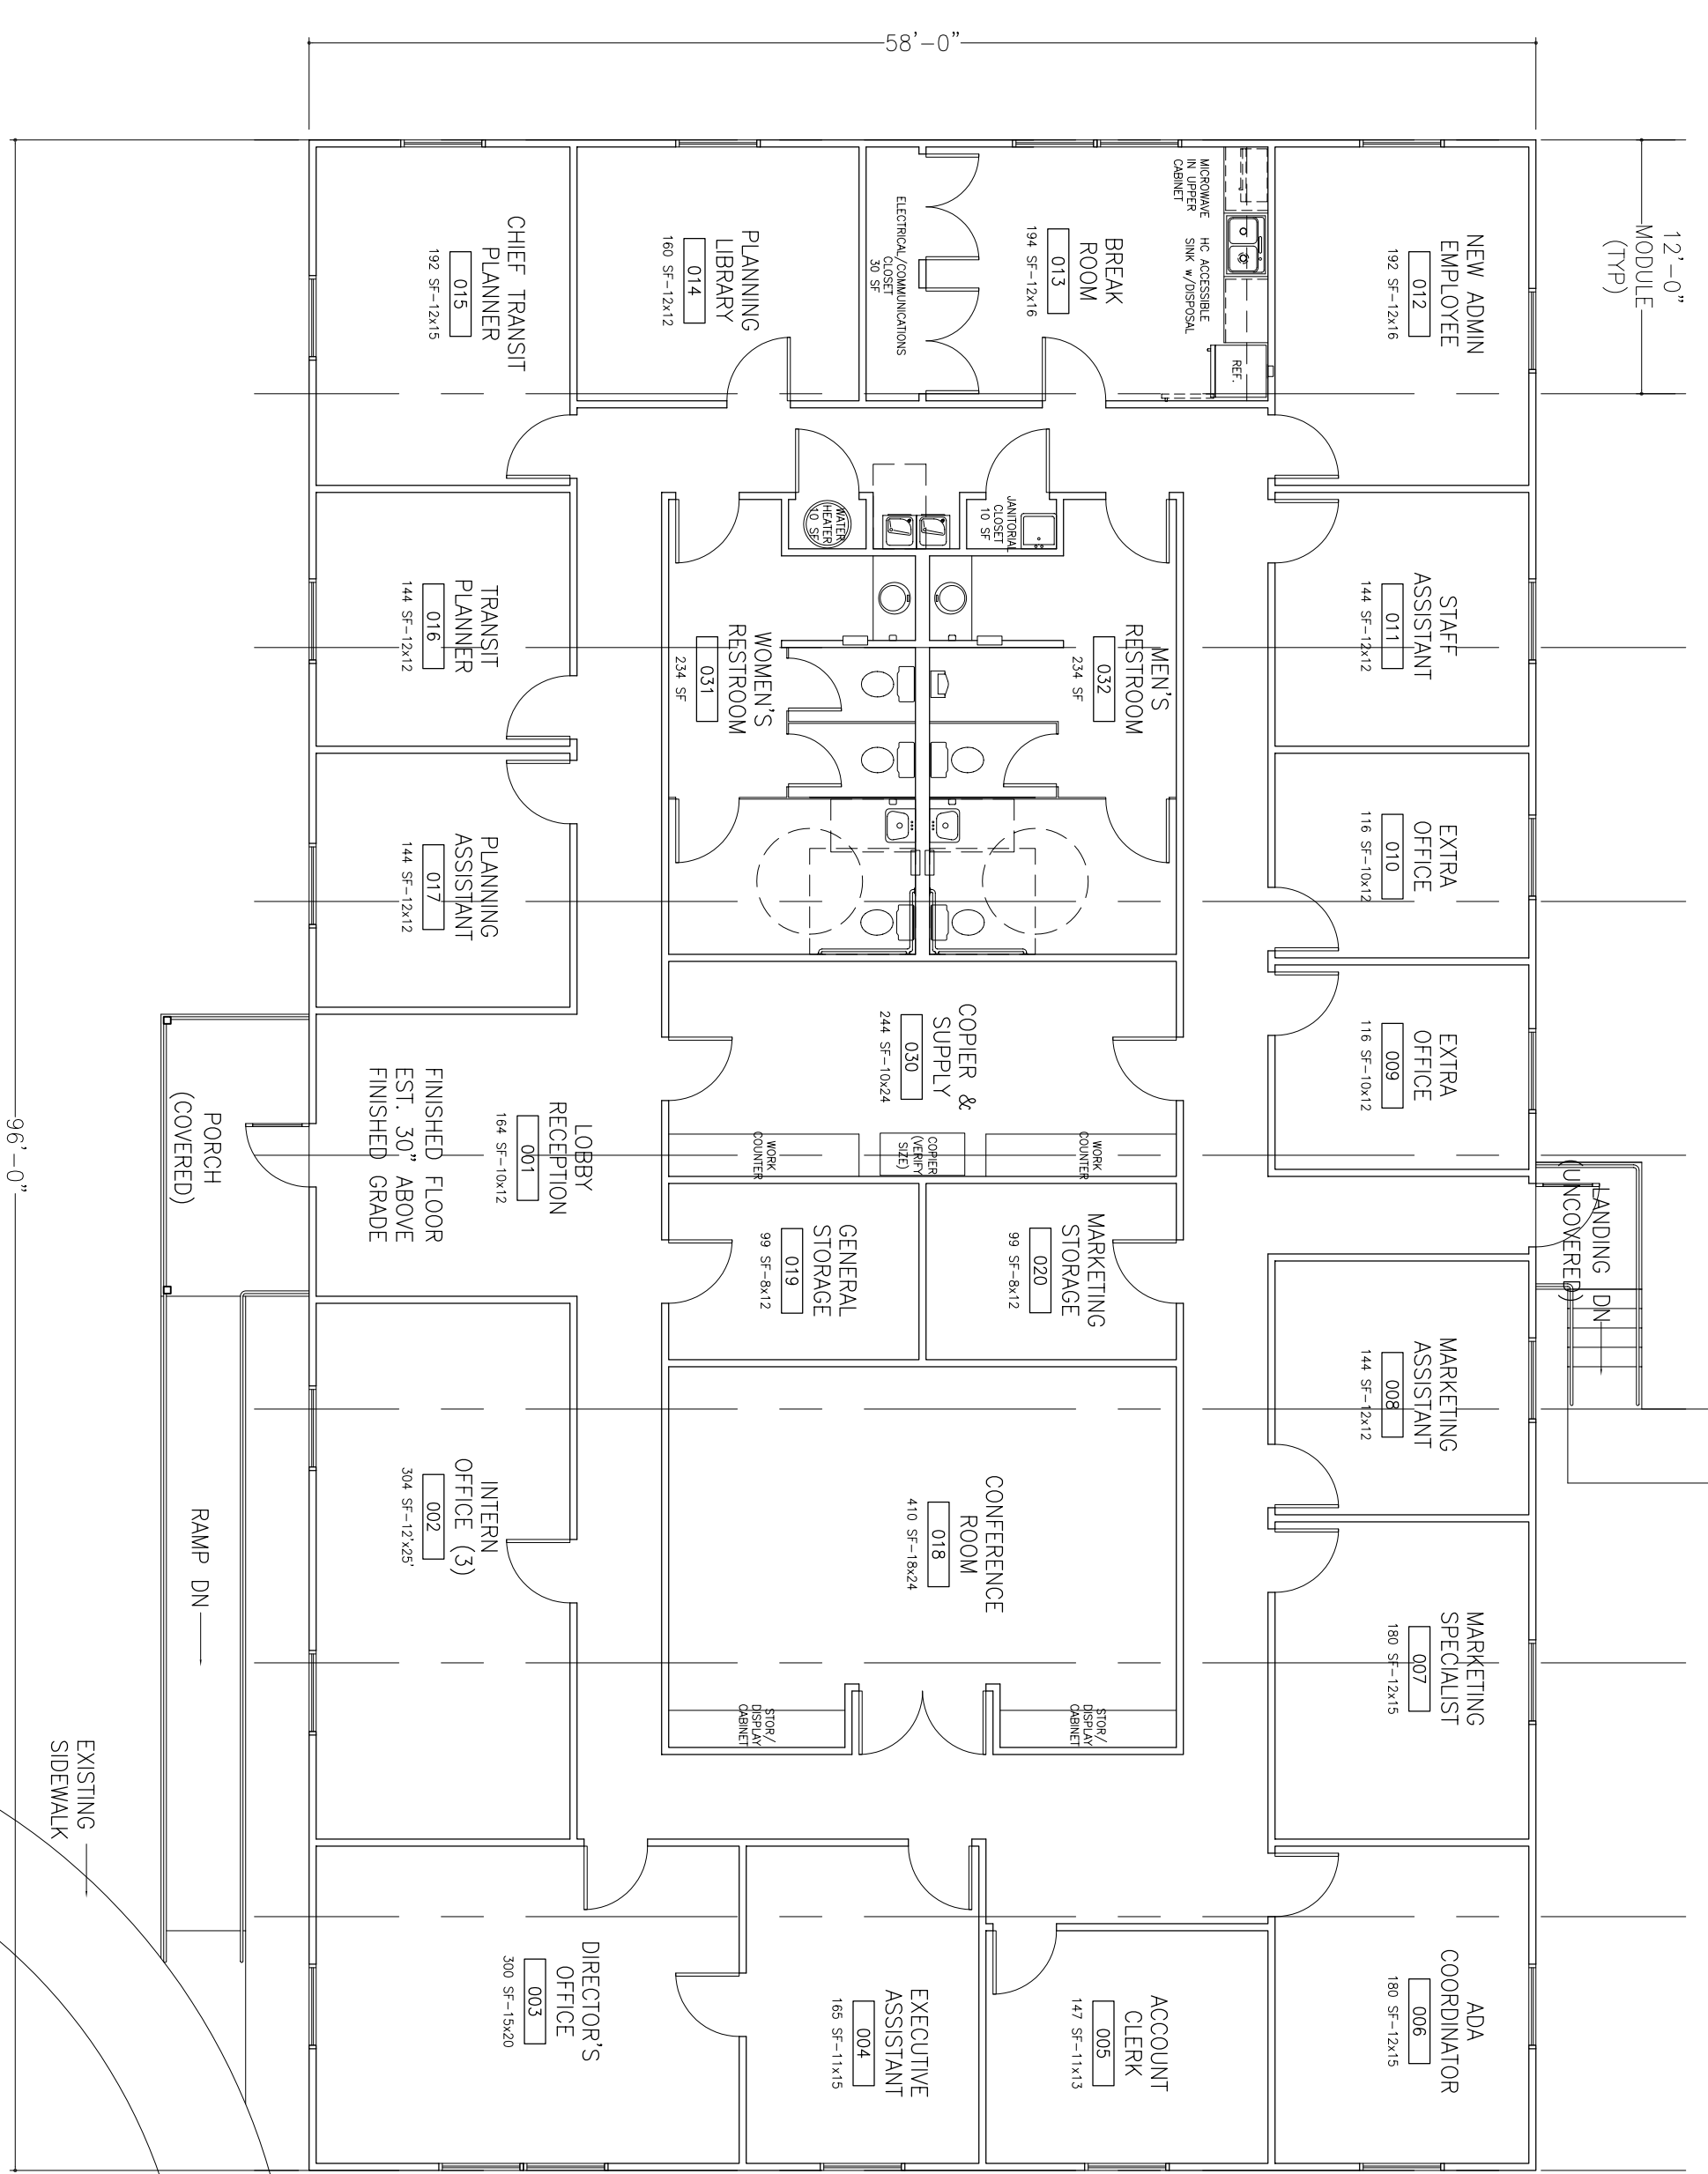 58'-0"
12'-0"
MODULE
(TYP)
96'-0"
NEW ADMIN
EMPLOYEE
012
192 SF-12x16
STAFF
ASSISTANT
011
144 SF-12x12
EXTRA
OFFICE
010
116 SF-10x12
EXTRA
OFFICE
009
116 SF-10x12
LANDING
(UNCOVERED)
DN
MARKETING
ASSISTANT
008
144 SF-12x12
MARKETING
SPECIALIST
007
180 SF-12x15
ADA
COORDINATOR
006
180 SF-12x15
MICROWAVE
IN UPPER
CABINET
HC ACCESSIBLE
SINK w/DISPOSAL
REF.
BREAK
ROOM
013
194 SF-12x16
ELECTRICAL/COMMUNICATIONS
CLOSET
30 SF
JANITORIAL
CLOSET
10 SF
WATER
HEATER
10 SF
MEN'S
RESTROOM
032
234 SF
WOMEN'S
RESTROOM
031
234 SF
COPIER &
SUPPLY
030
244 SF-10x24
WORK
COUNTER
COPIER
(VERIFY
SIZE)
WORK
COUNTER
MARKETING
STORAGE
020
99 SF-8x12
GENERAL
STORAGE
019
99 SF-8x12
CONFERENCE
ROOM
018
410 SF-18x24
STOR/
DISPLAY
CABINET
STOR/
DISPLAY
CABINET
ACCOUNT
CLERK
005
147 SF-11x13
EXECUTIVE
ASSISTANT
004
165 SF-11x15
PLANNING
LIBRARY
014
160 SF-12x12
CHIEF TRANSIT
PLANNER
015
192 SF-12x15
TRANSIT
PLANNER
016
144 SF-12x12
PLANNING
ASSISTANT
017
144 SF-12x12
LOBBY
RECEPTION
001
164 SF-10x12
FINISHED FLOOR
EST. 30" ABOVE
FINISHED GRADE
INTERN
OFFICE (3)
002
304 SF-12'x25'
DIRECTOR'S
OFFICE
003
300 SF-15x20
PORCH
(COVERED)
RAMP DN
EXISTING
SIDEWALK